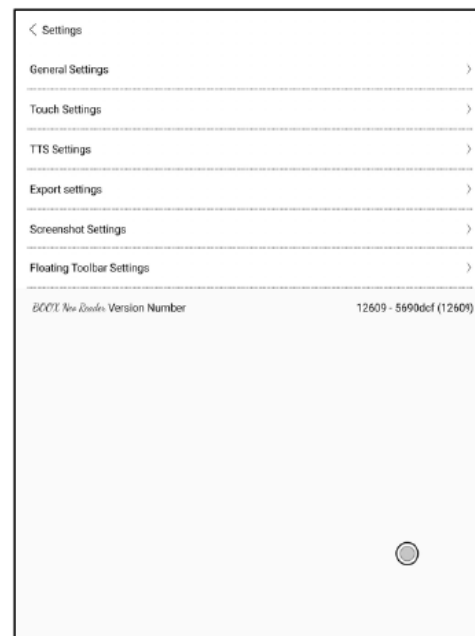 Settings
General Settings
Touch Settings
TTS Settings
Export settings
Screenshot Settings
Floating Toolbar Settings
BOOX Neo Reader Version Number 12609 - 5690dcf (12609)